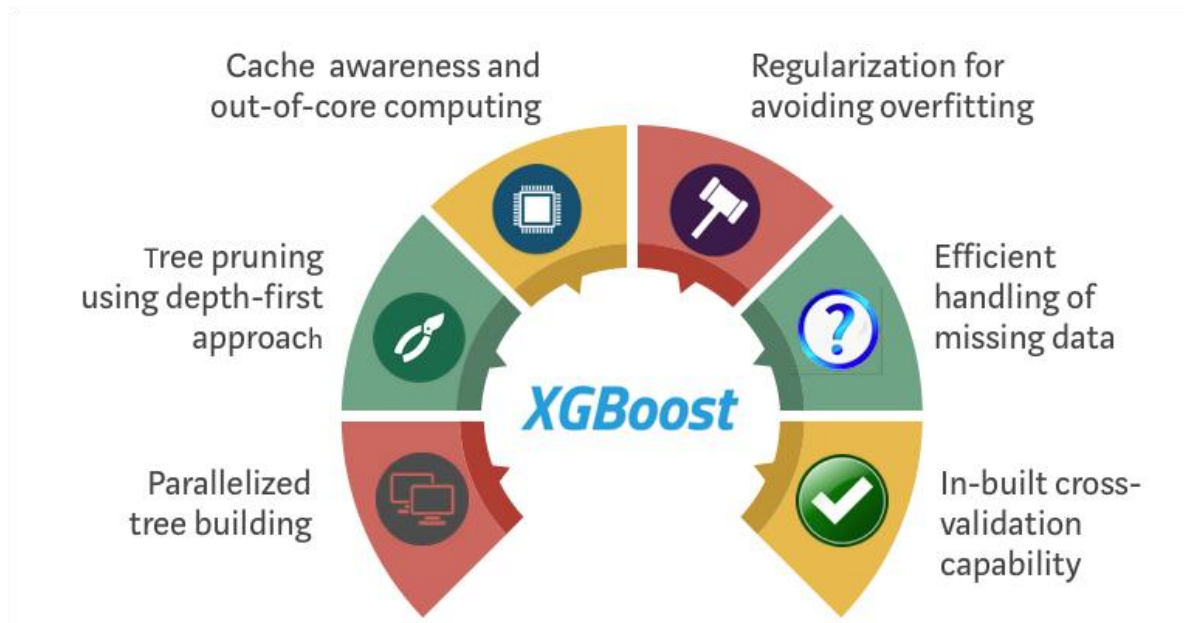 Cache awareness and
out-of-core computing
Regularization for
avoiding overfitting
Tree pruning
using depth-first
approach
Efficient
handling of
missing data
XGBoost
Parallelized
tree building
In-built cross-
validation
capability